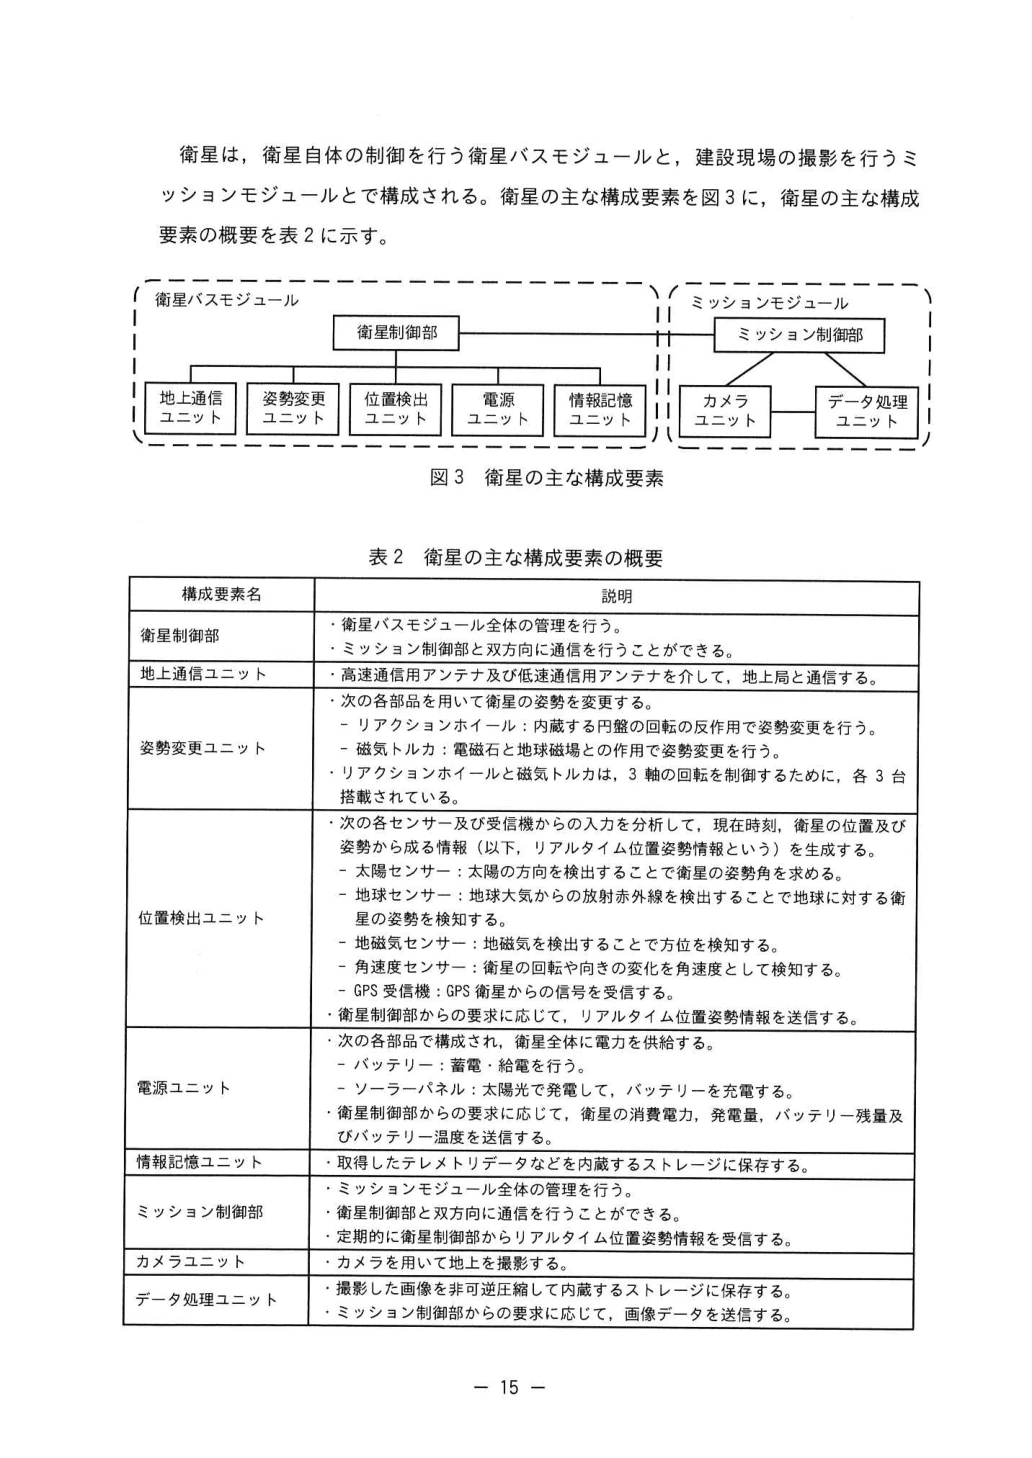 衛星は，衛星自体の制御を行う衛星バスモジュールと，建設現場の撮影を行うミ
ッションモジュールとで構成される。衛星の主な構成要素を図3に，衛星の主な構成
要素の概要を表2に示す。
衛星バスモジュール
ミッションモジュール
衛星制御部
ミッション制御部
地上通信
ユニット
姿勢変更
ユニット
位置検出
ユニット
電源
ユニット
情報記憶
ユニット
カメラ
ユニット
データ処理
ユニット
図3　衛星の主な構成要素
表2　衛星の主な構成要素の概要
構成要素名
説明
衛星制御部
・衛星バスモジュール全体の管理を行う。
・ミッション制御部と双方向に通信を行うことができる。
地上通信ユニット
・高速通信用アンテナ及び低速通信用アンテナを介して，地上局と通信する。
姿勢変更ユニット
・次の各部品を用いて衛星の姿勢を変更する。
－ リアクションホイール：内蔵する円盤の回転の反作用で姿勢変更を行う。
－ 磁気トルカ：電磁石と地球磁場との作用で姿勢変更を行う。
・リアクションホイールと磁気トルカは，3 軸の回転を制御するために，各 3 台
搭載されている。
位置検出ユニット
・次の各センサー及び受信機からの入力を分析して，現在時刻，衛星の位置及び
姿勢から成る情報（以下，リアルタイム位置姿勢情報という）を生成する。
－ 太陽センサー：太陽の方向を検出することで衛星の姿勢角を求める。
－ 地球センサー：地球大気からの放射赤外線を検出することで地球に対する衛
星の姿勢を検知する。
－ 地磁気センサー：地磁気を検出することで方位を検知する。
－ 角速度センサー：衛星の回転や向きの変化を角速度として検知する。
－ GPS 受信機：GPS 衛星からの信号を受信する。
・衛星制御部からの要求に応じて，リアルタイム位置姿勢情報を送信する。
電源ユニット
・次の各部品で構成され，衛星全体に電力を供給する。
－ バッテリー：蓄電・給電を行う。
－ ソーラーパネル：太陽光で発電して，バッテリーを充電する。
・衛星制御部からの要求に応じて，衛星の消費電力，発電量，バッテリー残量及
びバッテリー温度を送信する。
情報記憶ユニット
・取得したテレメトリデータなどを内蔵するストレージに保存する。
ミッション制御部
・ミッションモジュール全体の管理を行う。
・衛星制御部と双方向に通信を行うことができる。
・定期的に衛星制御部からリアルタイム位置姿勢情報を受信する。
カメラユニット
・カメラを用いて地上を撮影する。
データ処理ユニット
・撮影した画像を非可逆圧縮して内蔵するストレージに保存する。
・ミッション制御部からの要求に応じて，画像データを送信する。
－ 15 －